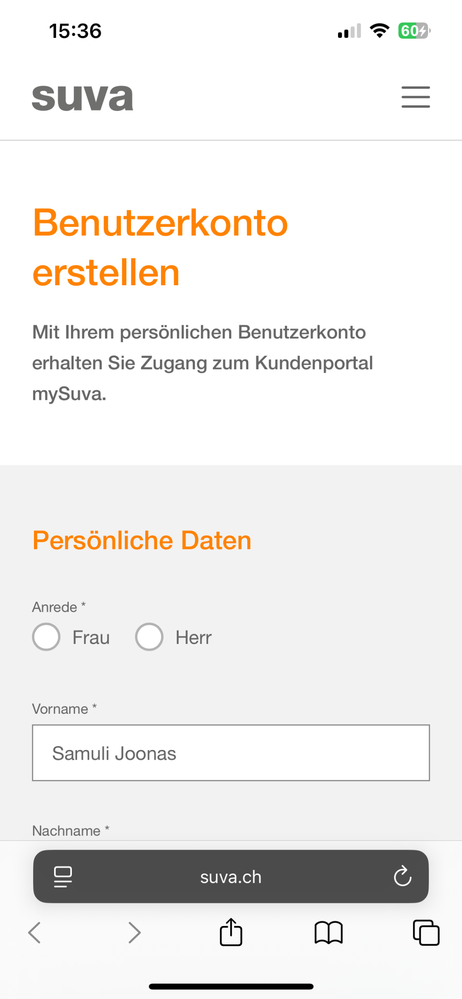 15:36
60
suva
Benutzerkonto
erstellen
Mit Ihrem persönlichen Benutzerkonto
erhalten Sie Zugang zum Kundenportal
mySuva.
Persönliche Daten
Anrede *
Frau Herr
Vorname *
Samuli Joonas
Nachname *
suva.ch